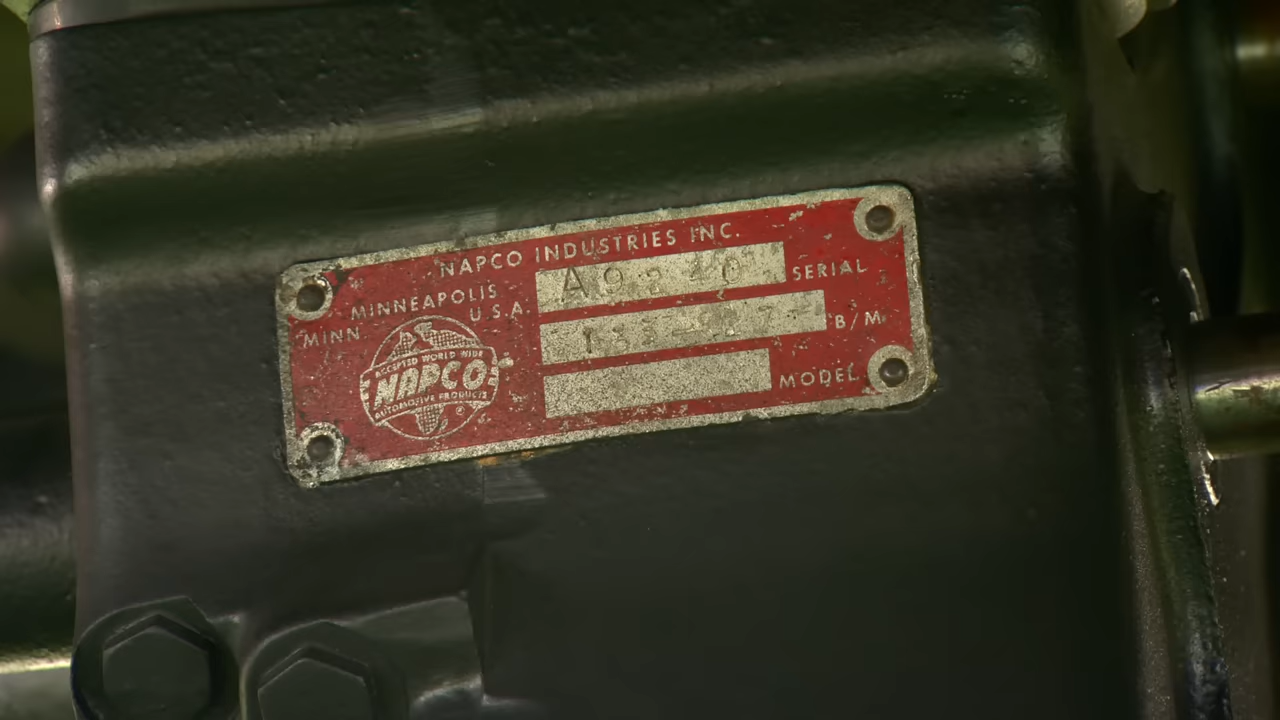 NAPCO INDUSTRIES INC.
MINNEAPOLIS
MINN U.S.A.
SERIAL
B/M
MODEL
ACCEPTED WORLD WIDE
NAPCO
AUTOMOTIVE PRODUCTS